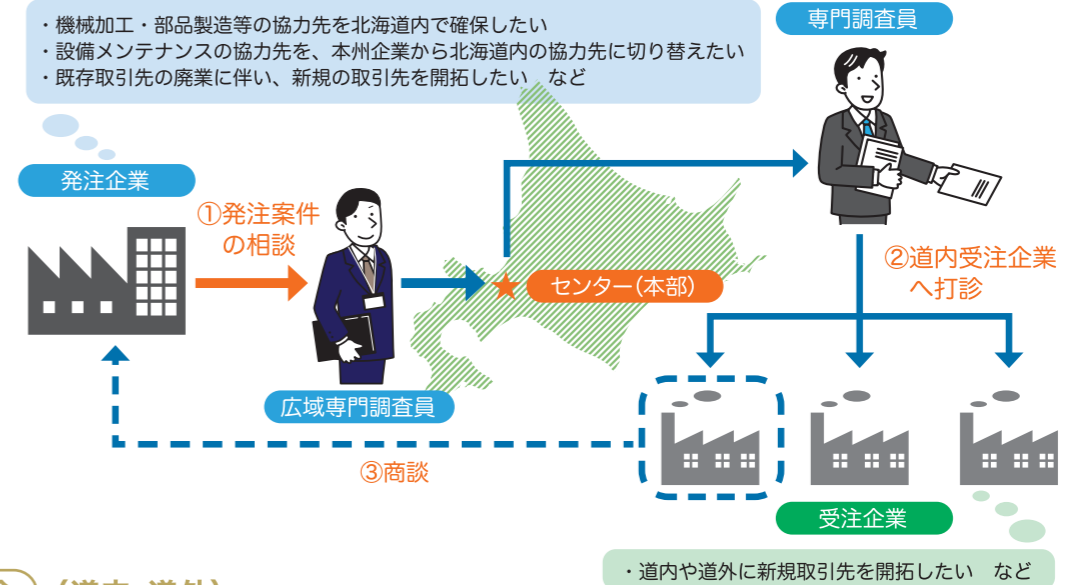 ・機械加工・部品製造等の協力先を北海道内で確保したい
・設備メンテナンスの協力先を、本州企業から北海道内の協力先に切り替えたい
・既存取引先の廃業に伴い、新規の取引先を開拓したい　など
専門調査員
発注企業
①発注案件
の相談
センター(本部)
②道内受注企業
へ打診
広域専門調査員
③商談
受注企業
・道内や道外に新規取引先を開拓したい　など